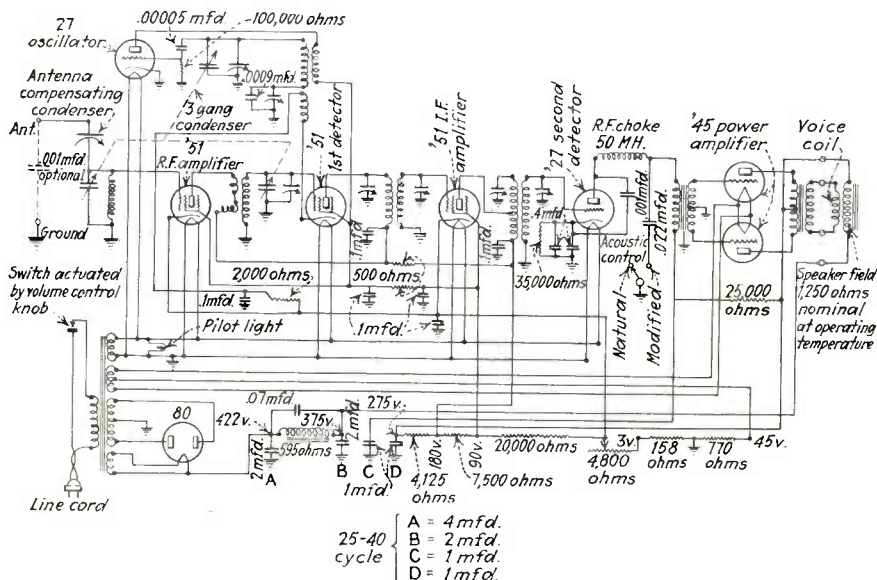 27
oscillator
.00005 mfd.
100,000 ohms
Antenna
compensating
condenser
.0009 mfd.
3 gang
condenser
Ant.
.001 mfd
optional
'51
R.F. amplifier
'51
1st detector
'51 I.F.
amplifier
'27 second
detector
R.F. choke
50 MH.
'45 power
amplifier
Voice
coil
.001 mfd.
.022 mfd.
Ground
.1 mfd.
.1 mfd.
.4 mfd.
35,000 ohms
Acoustic
control
Natural
Modified
25,000
ohms
Speaker field
1,250 ohms
nominal
at operating
temperature
Switch actuated
by volume control
knob
2,000 ohms
500 ohms
.1 mfd.
.1 mfd.
Pilot light
80
Line cord
422 v.
.07 mfd.
375 v.
2 mfd.
595 ohms
2 mfd.
275 v.
A
B
C
D
1 mfd.
4,125
ohms
180 v.
7,500 ohms
90 v.
20,000 ohms
4,800
ohms
3 v.
158
ohms
770
ohms
45 v.
25-40
cycle
A = 4 mfd.
B = 2 mfd.
C = 1 mfd.
D = 1 mfd.